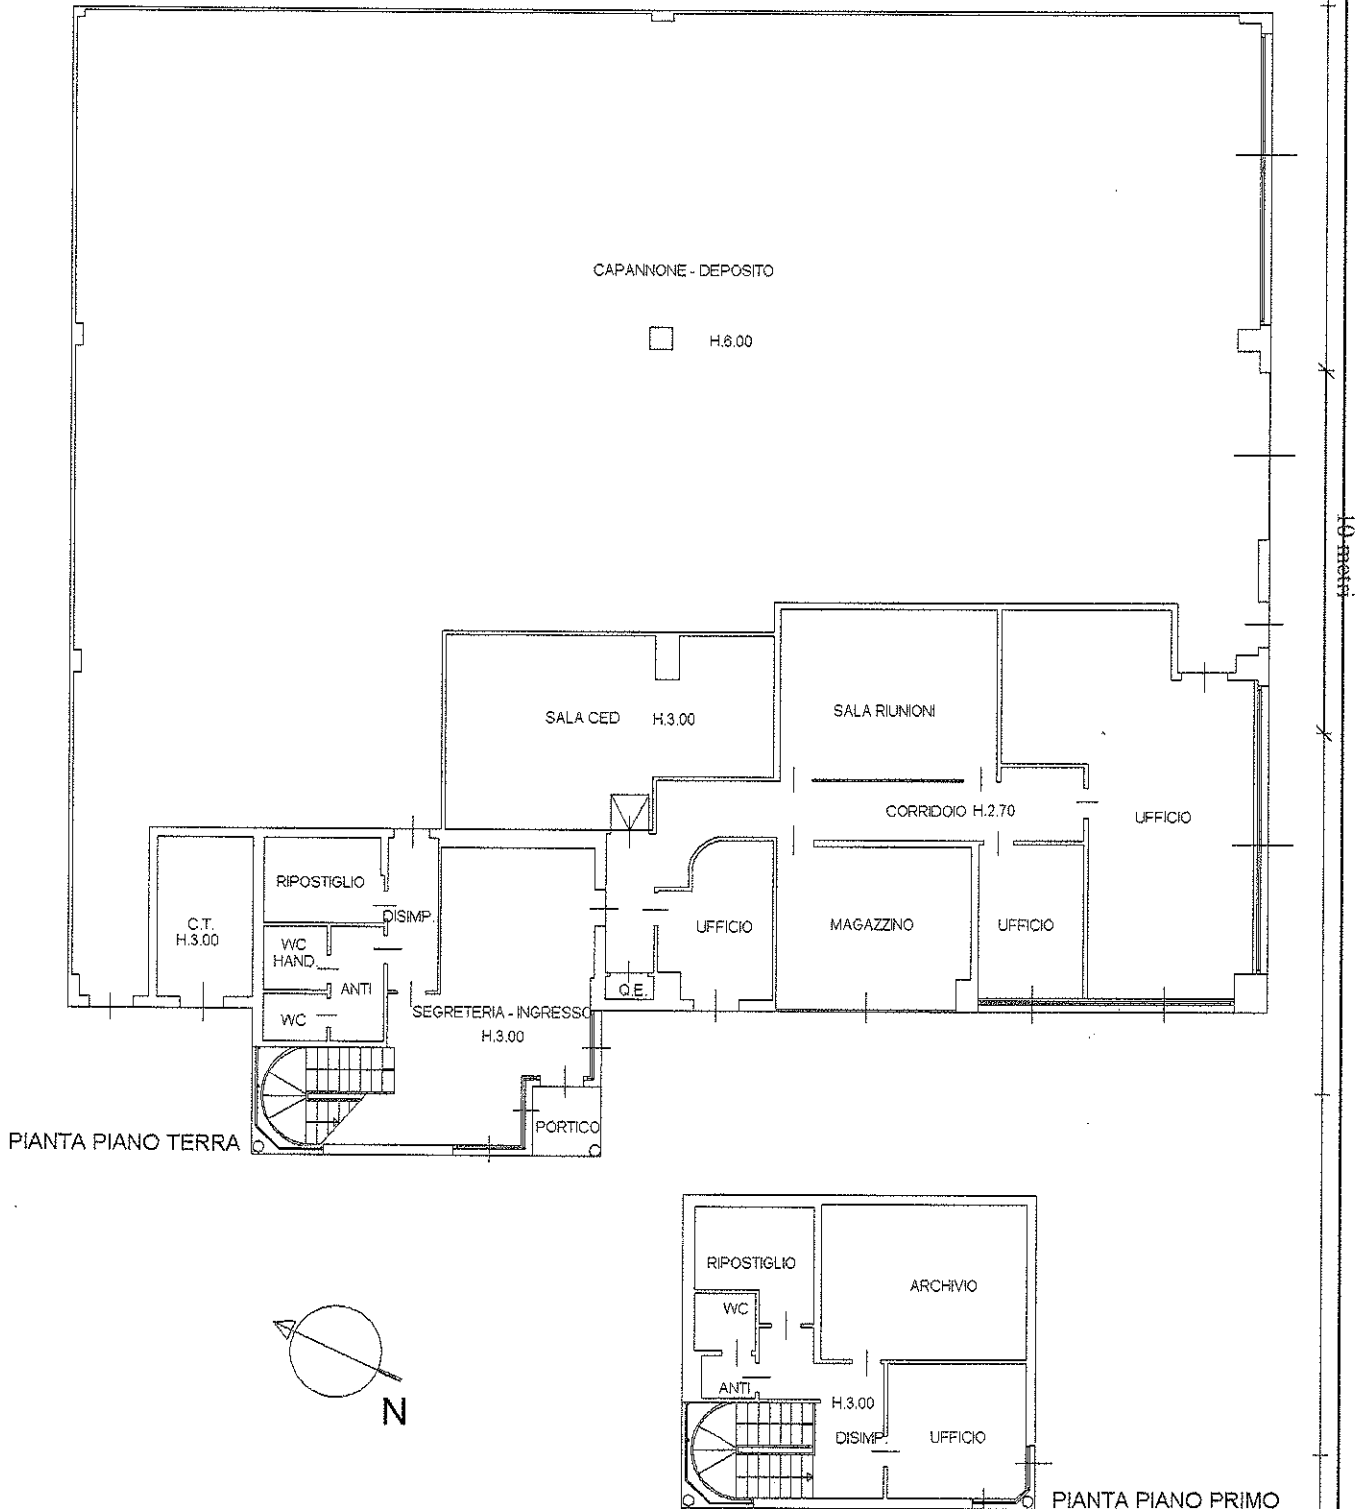 CAPANNONE - DEPOSITO
H.6.00
10 metri
SALA CED H.3.00
SALA RIUNIONI
CORRIDOIO H.2.70
UFFICIO
RIPOSTIGLIO
DISIMP.
C.T.
H.3.00
WC
HAND.
ANTI
WC
SEGRETERIA - INGRESSO
H.3.00
Q.E.
UFFICIO
MAGAZZINO
UFFICIO
PORTICO
PIANTA PIANO TERRA
RIPOSTIGLIO
ARCHIVIO
WC
ANTI
H.3.00
DISIMP.
UFFICIO
N
PIANTA PIANO PRIMO